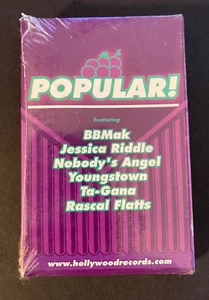 POPULAR!
featuring
BBMak
Jessica Riddle
Nobody's Angel
Youngstown
Ta-Gana
Rascal Flatts
www.hollywoodrecords.com